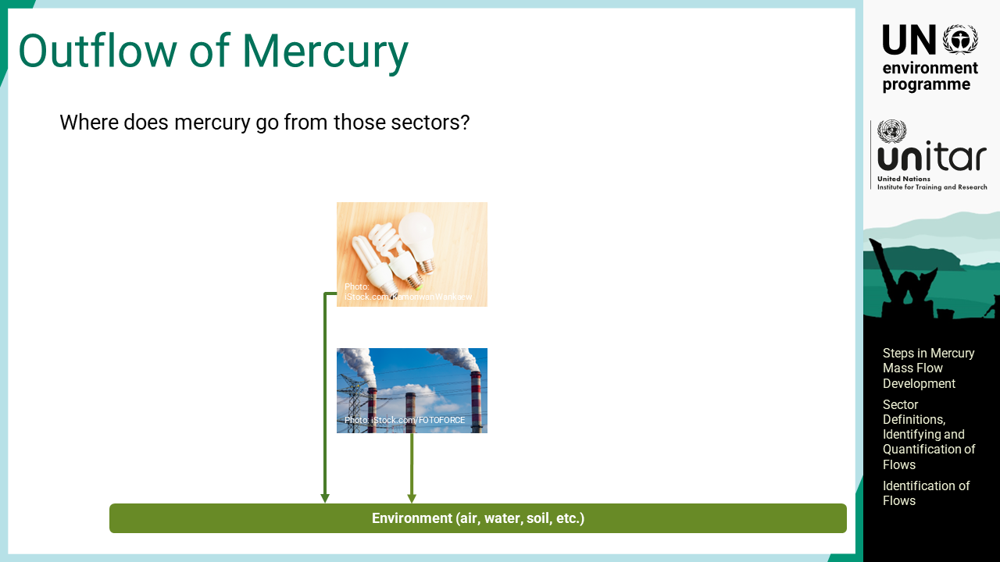 Outflow of Mercury
Where does mercury go from those sectors?
Photo:
iStock.com/KamonwanWankaew
Photo: iStock.com/FOTOFORCE
Environment (air, water, soil, etc.)
UN
environment
programme
unitar
United Nations
Institute for Training and Research
Steps in Mercury
Mass Flow
Development
Sector
Definitions,
Identifying and
Quantification of
Flows
Identification of
Flows